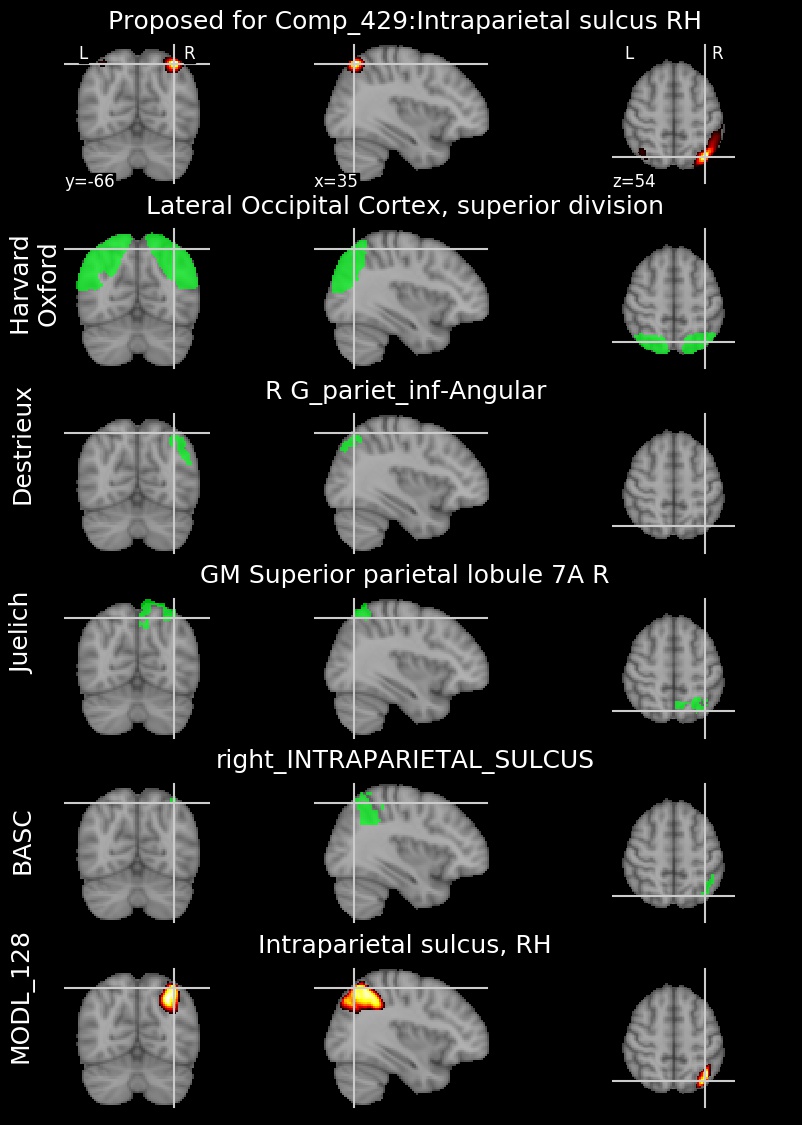 Proposed for Comp_429:Intraparietal sulcus RH
L R
L R
y=-66
x=35
z=54
Lateral Occipital Cortex, superior division
Harvard
Oxford
R G_pariet_inf-Angular
Destrieux
GM Superior parietal lobule 7A R
Juelich
right_INTRAPARIETAL_SULCUS
BASC
Intraparietal sulcus, RH
MODL_128